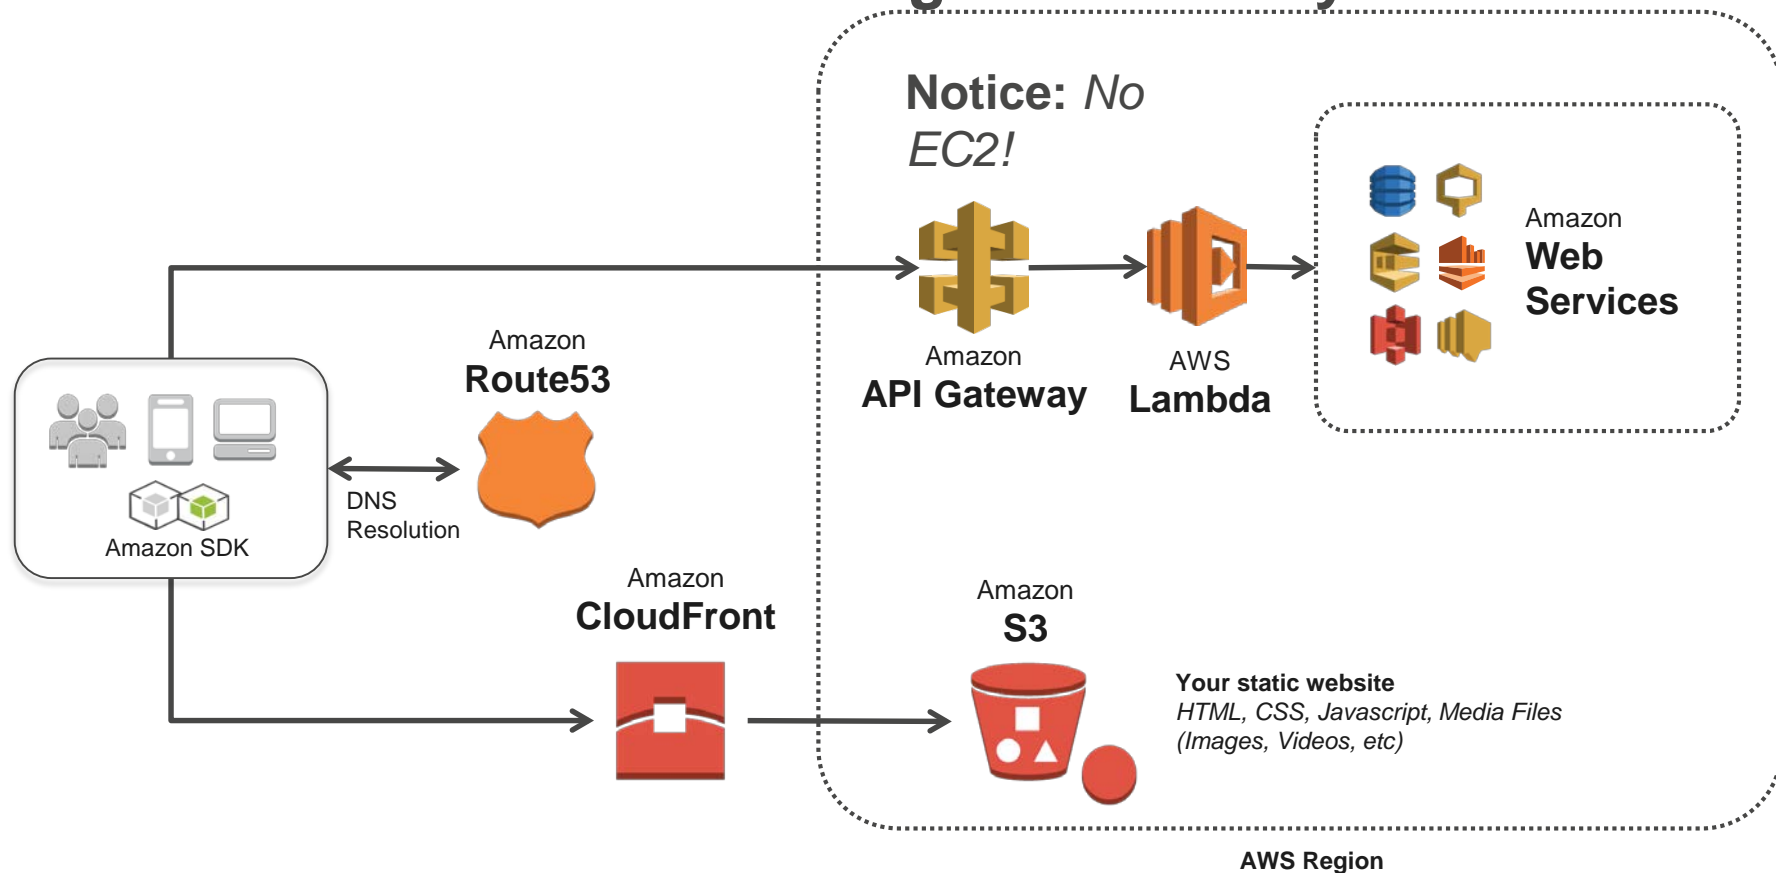 Notice: No
EC2!
Amazon
Web
Services
Amazon
API Gateway
AWS
Lambda
Amazon
Route53
DNS
Resolution
Amazon SDK
Amazon
CloudFront
Amazon
S3
Your static website
HTML, CSS, Javascript, Media Files
(Images, Videos, etc)
AWS Region